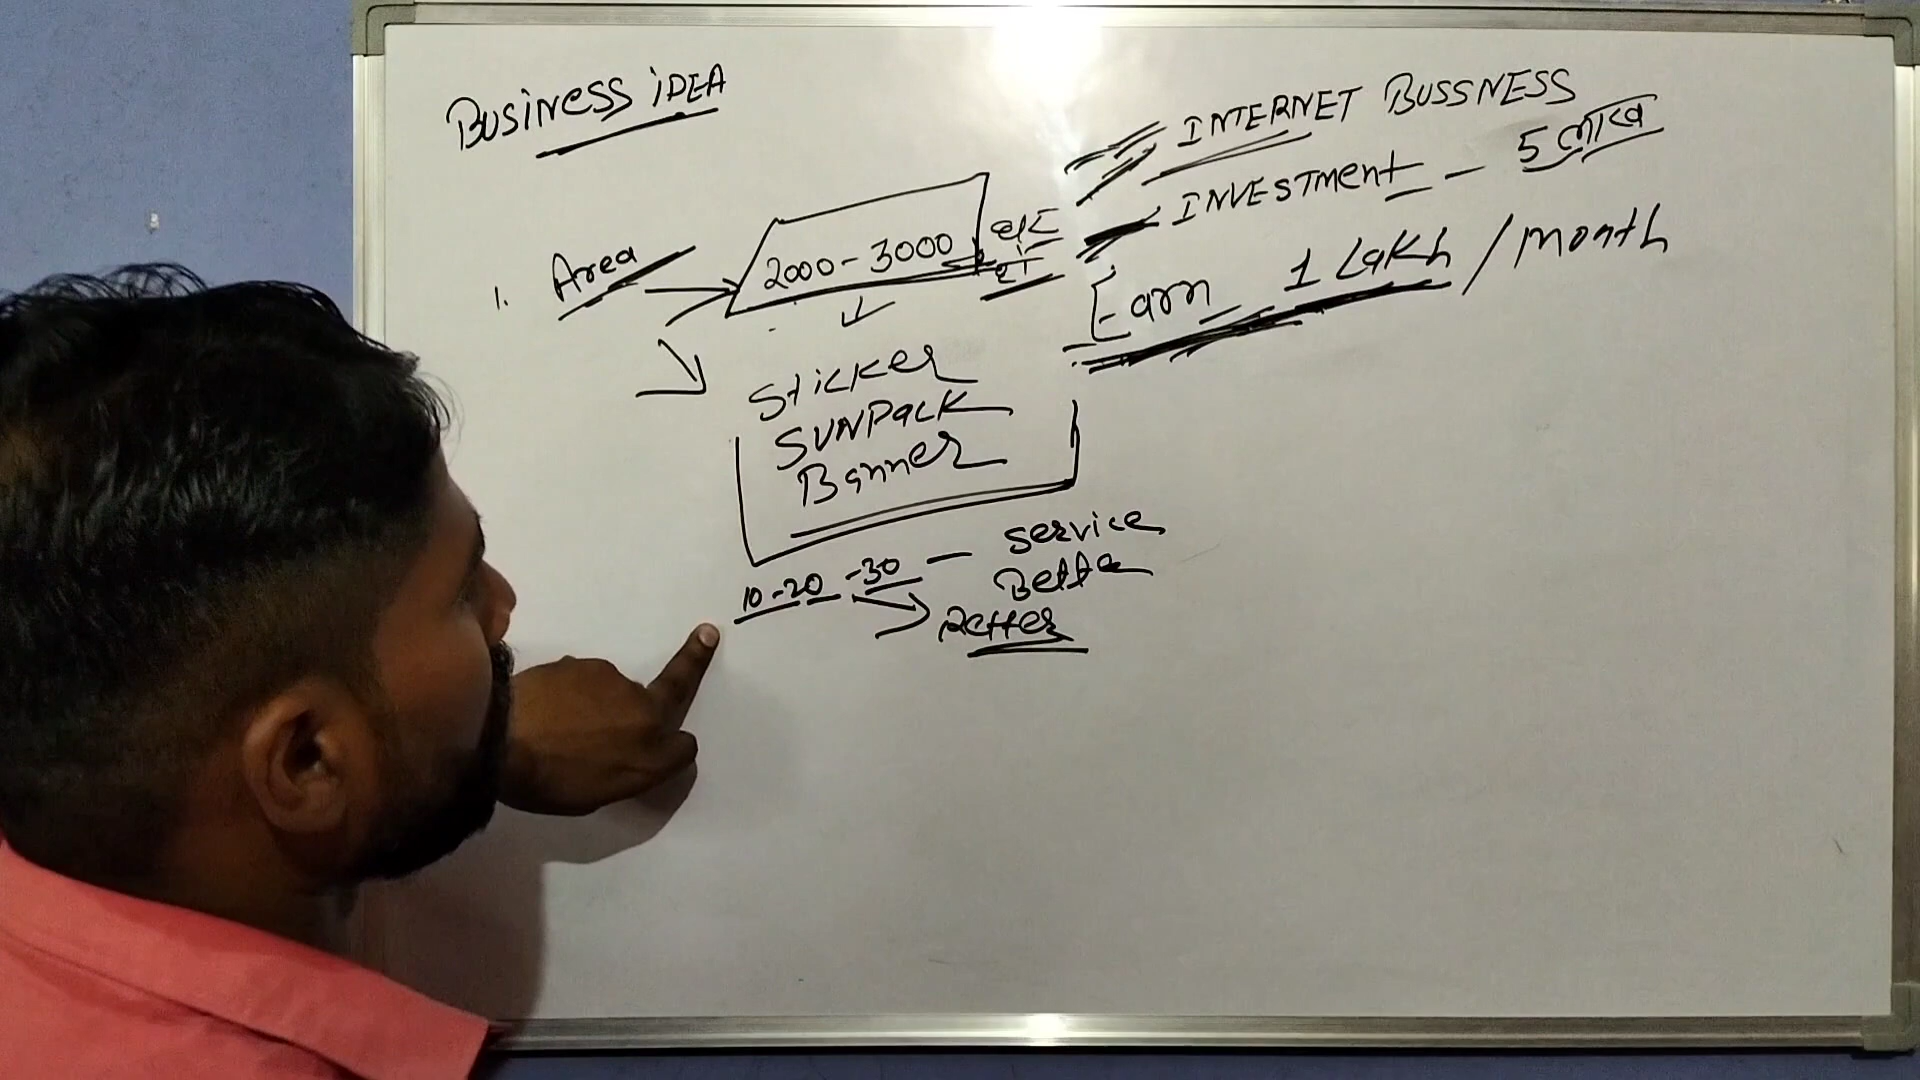 BUSiNESS iDEA
INTERNET BUSSNESS
INVESTment - 5 लाख
Earn 1 Lakh / month
1. Area
2000-3000
Sticker
SUNPack
Banner
10-20-30 - Service
Better